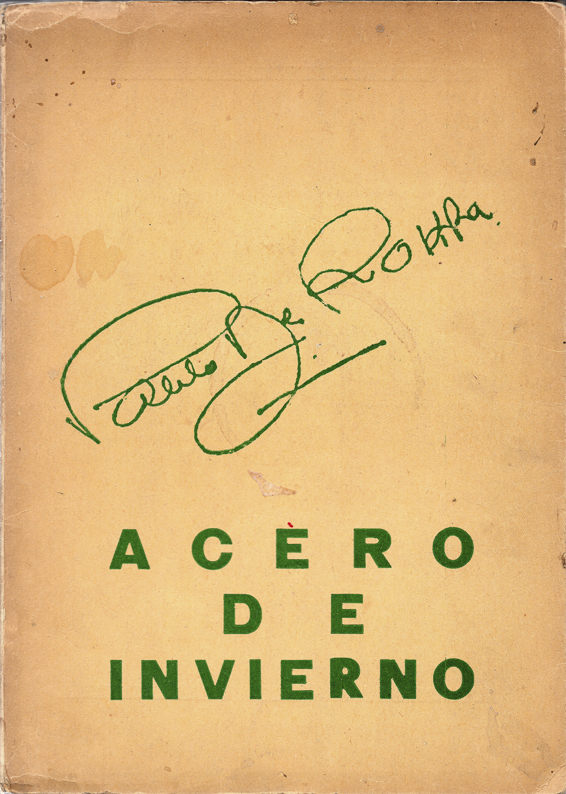 Pablo De Rokha
ACERO
DE
INVIERNO